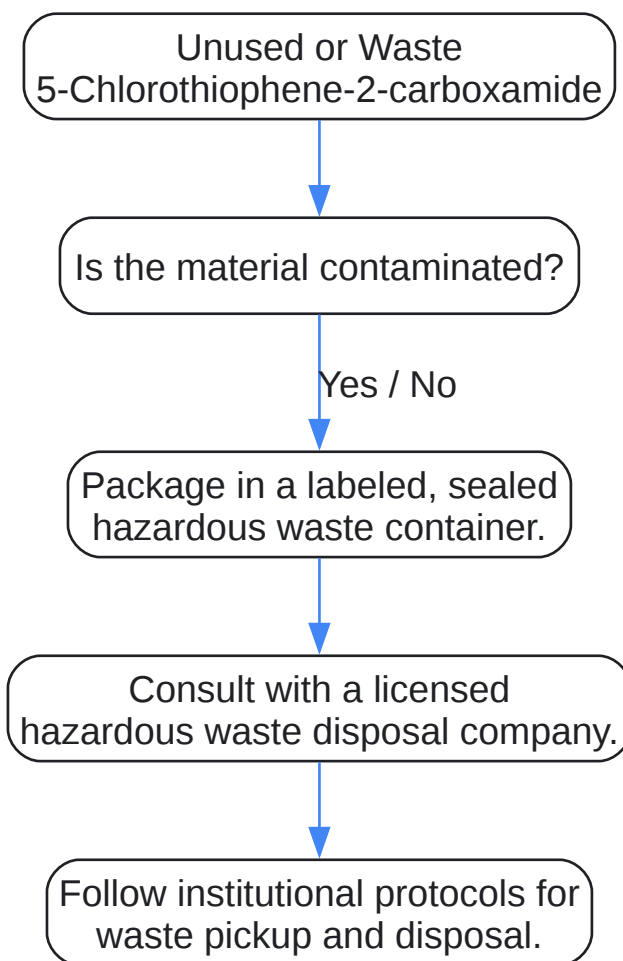 Unused or Waste
5-Chlorothiophene-2-carboxamide
Is the material contaminated?
Yes / No
Package in a labeled, sealed
hazardous waste container.
Consult with a licensed
hazardous waste disposal company.
Follow institutional protocols for
waste pickup and disposal.